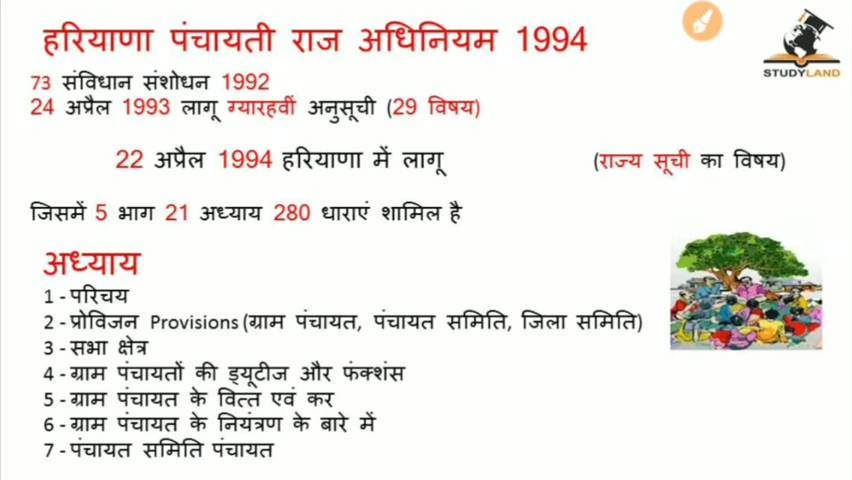 हरियाणा पंचायती राज अधिनियम 1994
STUDYLAND
73 संविधान संशोधन 1992
24 अप्रैल 1993 लागू ग्यारहवीं अनुसूची (29 विषय)
22 अप्रैल 1994 हरियाणा में लागू (राज्य सूची का विषय)
जिसमें 5 भाग 21 अध्याय 280 धाराएं शामिल है
अध्याय
1 - परिचय
2 - प्रोविजन Provisions (ग्राम पंचायत, पंचायत समिति, जिला समिति)
3 - सभा क्षेत्र
4 - ग्राम पंचायतों की ड्यूटीज और फंक्शंस
5 - ग्राम पंचायत के वित्त एवं कर
6 - ग्राम पंचायत के नियंत्रण के बारे में
7 - पंचायत समिति पंचायत